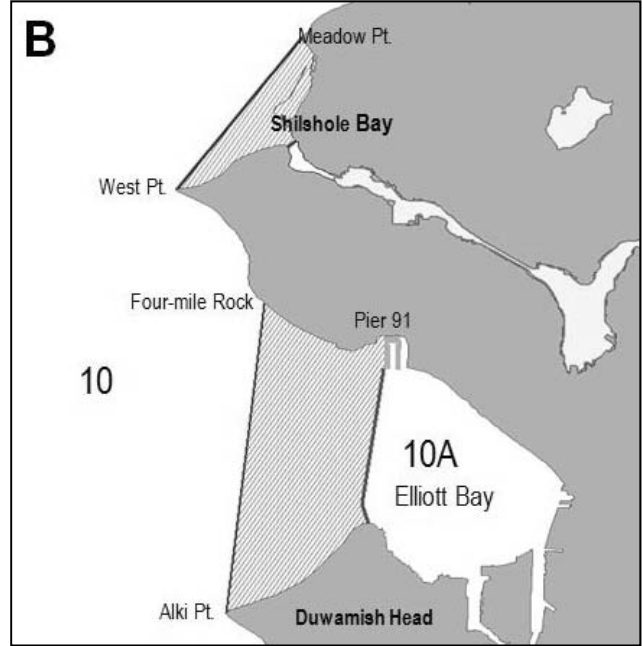 B
Meadow Pt.
Shilshole Bay
West Pt.
Four-mile Rock
Pier 91
10
10A
Elliott Bay
Alki Pt.
Duwamish Head